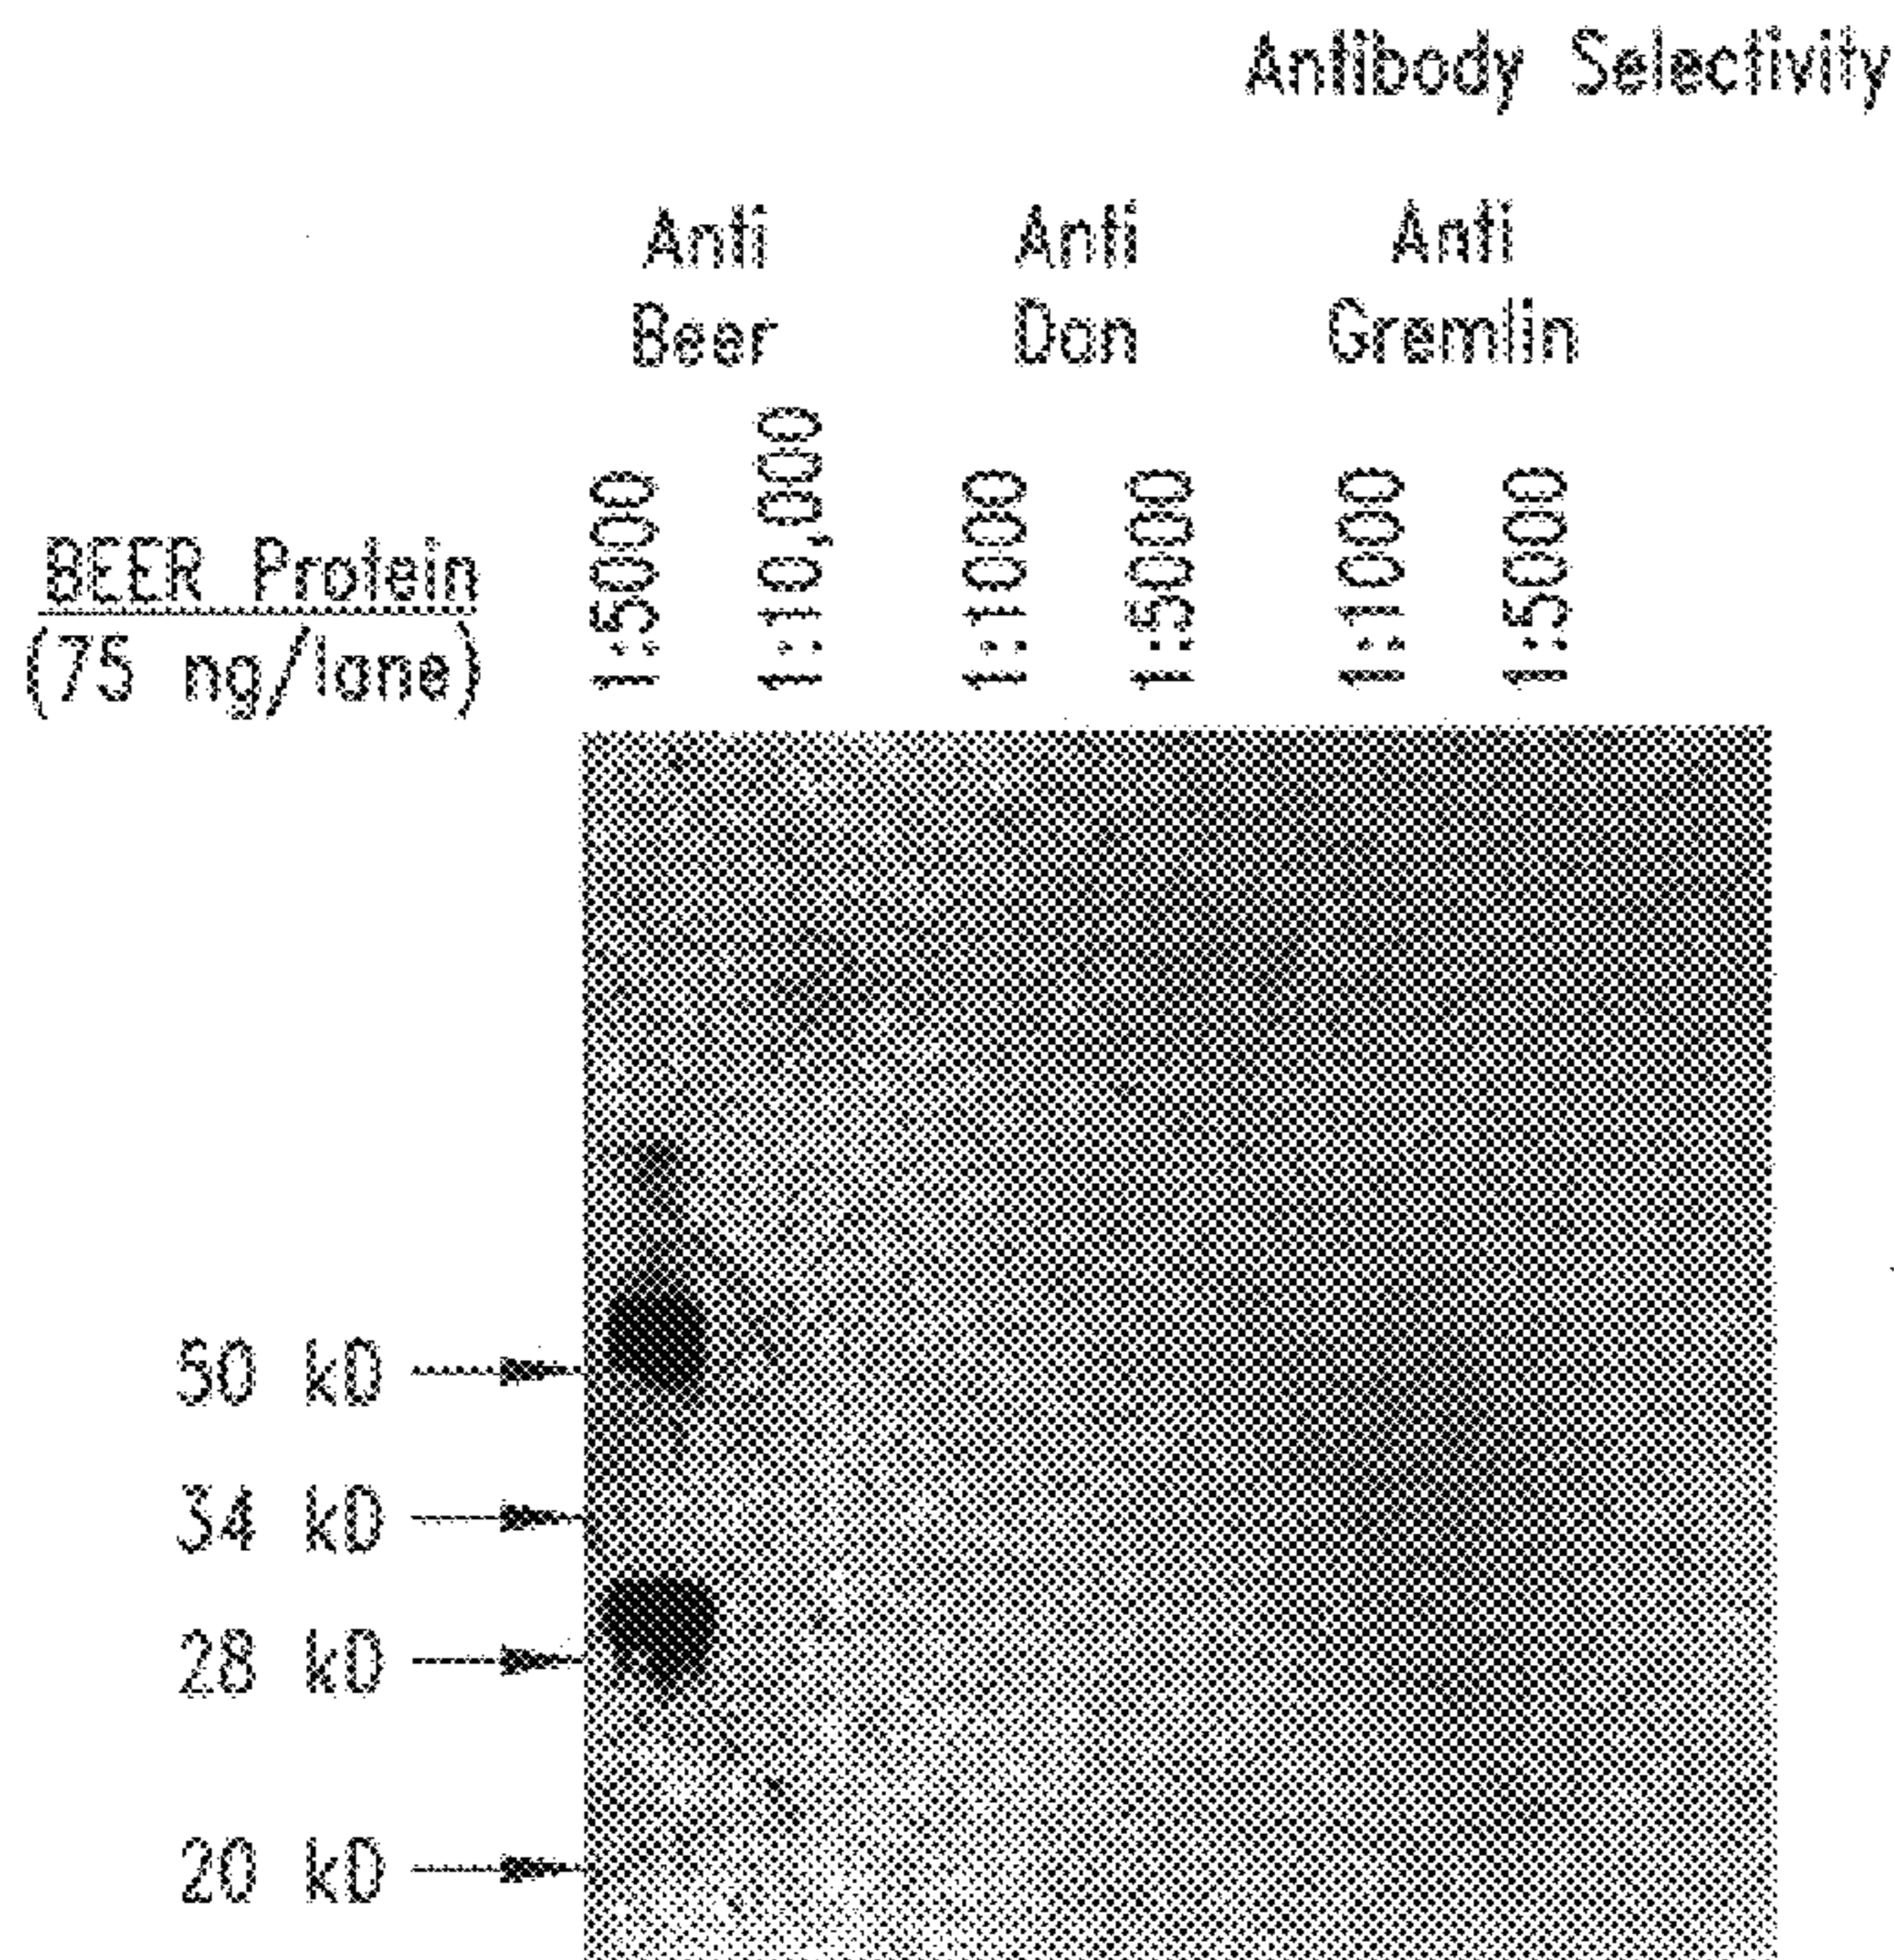 Antibody Selectivity
Anti Beer
Anti Dan
Anti Gremlin
1:5000
1:10,000
1:1000
1:5000
1:1000
1:5000
BEER Protein
(75 ng/lane)
50 kD
34 kD
28 kD
20 kD